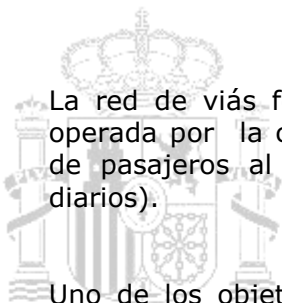 La red de viás f
operada por la
de pasajeros al
diarios).
Uno de los objet